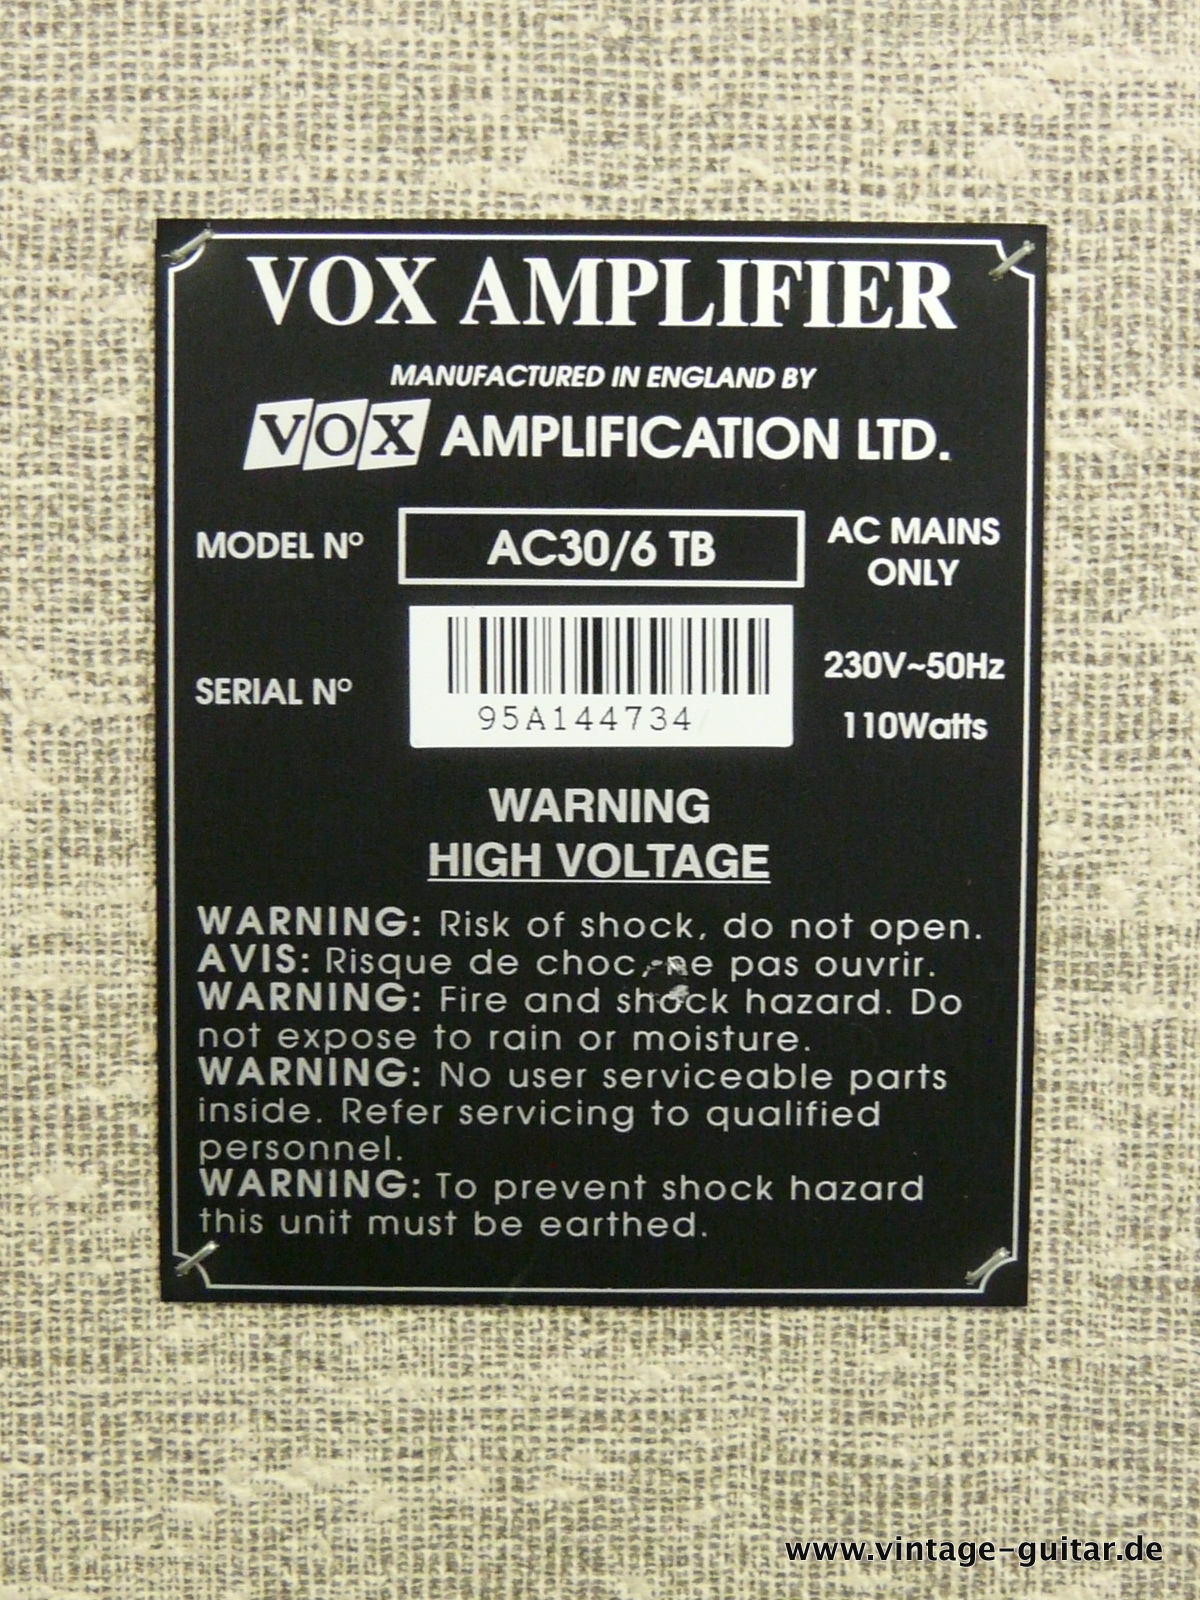 VOX AMPLIFIER
MANUFACTURED IN ENGLAND BY
VOX AMPLIFICATION LTD.
MODEL Nº
AC30/6 TB
AC MAINS
ONLY
SERIAL Nº
95A144734
230V~50Hz
110Watts
WARNING
HIGH VOLTAGE
WARNING: Risk of shock, do not open.
AVIS: Risque de choc, ne pas ouvrir.
WARNING: Fire and shock hazard. Do
not expose to rain or moisture.
WARNING: No user serviceable parts
inside. Refer servicing to qualified
personnel.
WARNING: To prevent shock hazard
this unit must be earthed.
www.vintage-guitar.de